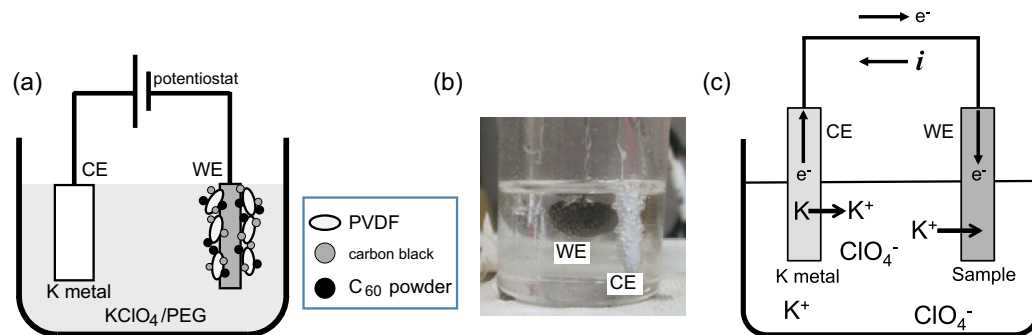 (a)
potentiostat
CE
WE
K metal
KClO₄/PEG
PVDF
carbon black
C₆₀ powder
(b)
WE
CE
(c)
e⁻
i
CE
WE
e⁻
e⁻
K
K⁺
K⁺
ClO₄⁻
K metal
Sample
K⁺
ClO₄⁻